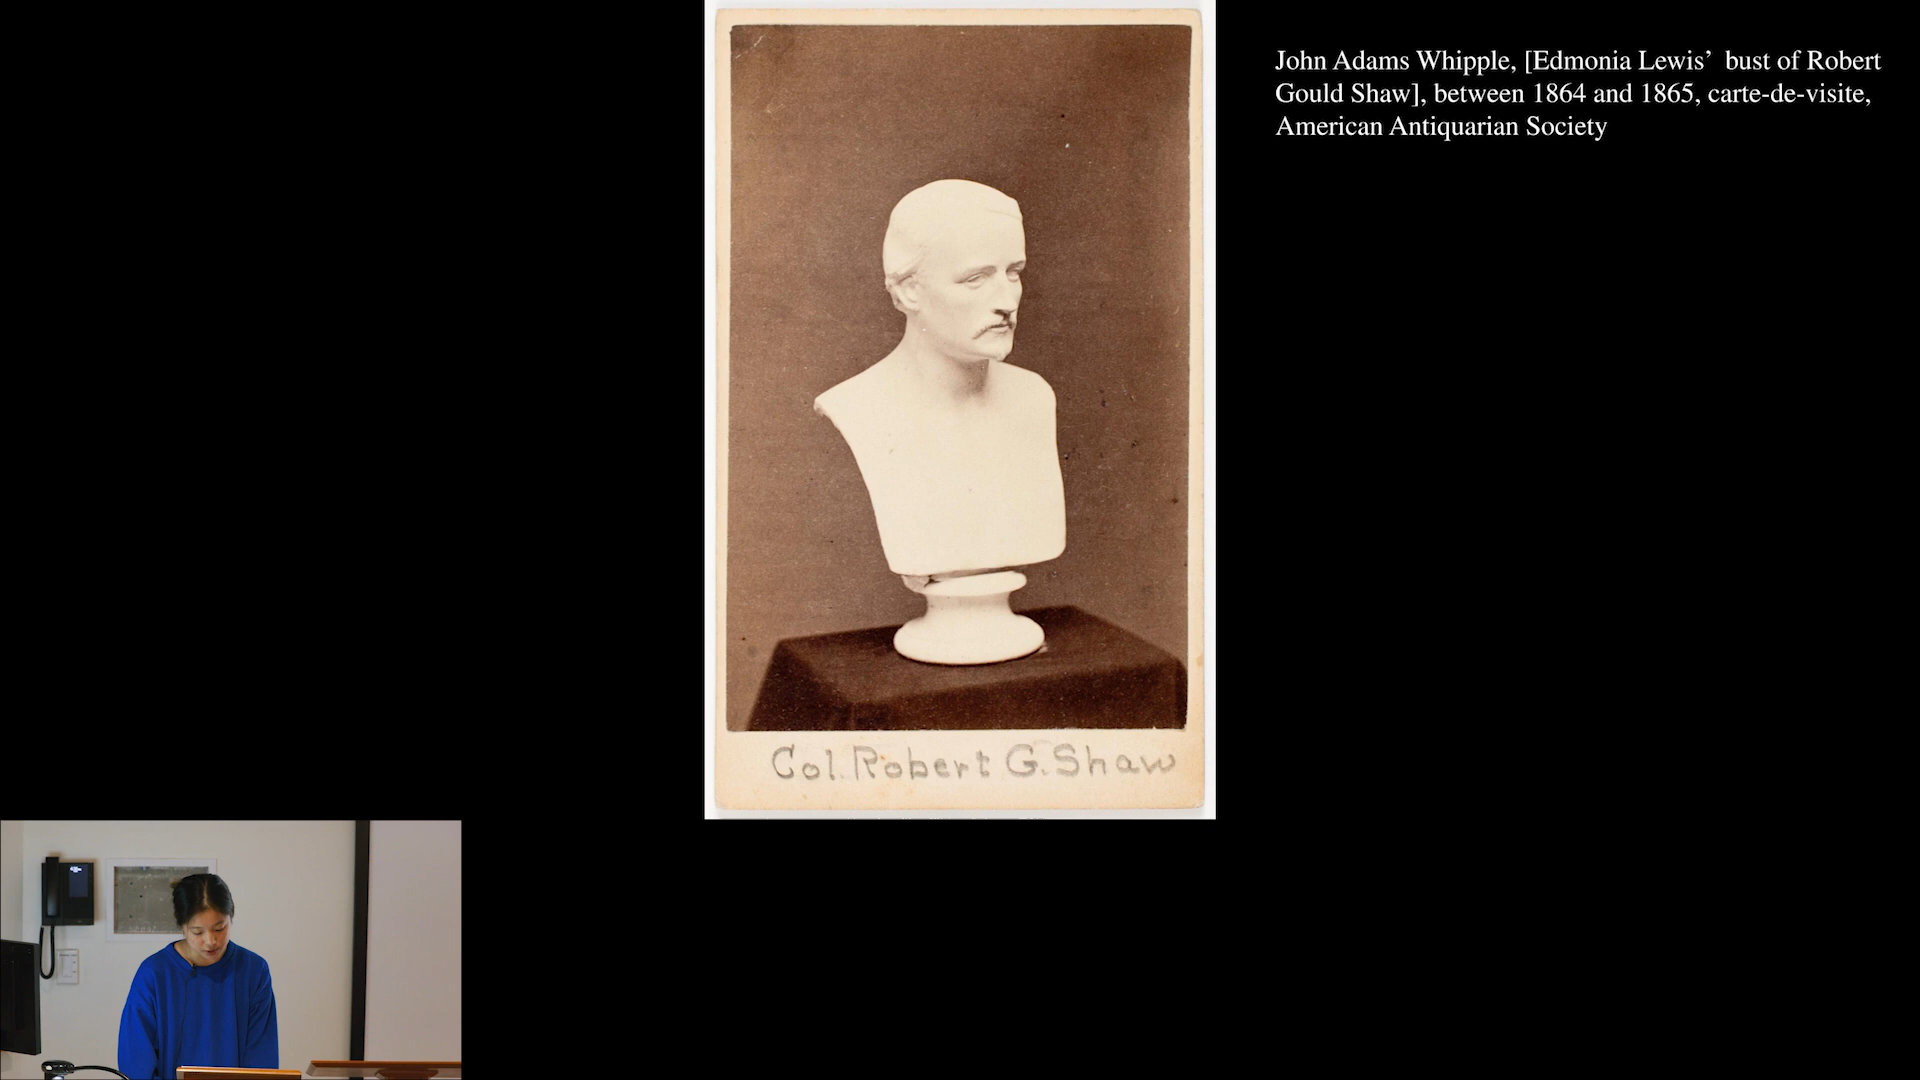 John Adams Whipple, [Edmonia Lewis’ bust of Robert
Gould Shaw], between 1864 and 1865, carte-de-visite,
American Antiquarian Society
Col. Robert G. Shaw